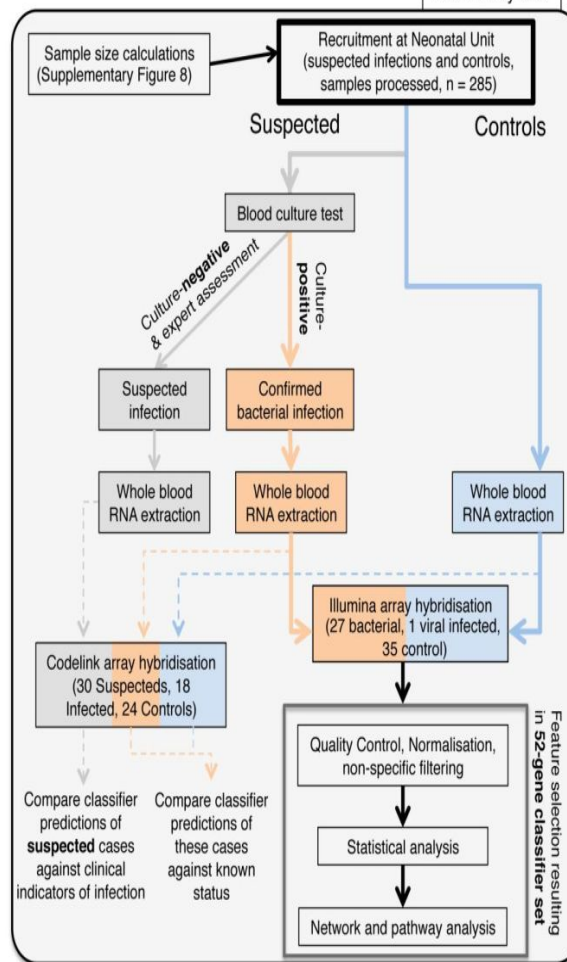 Sample size calculations
(Supplementary Figure 8)
Recruitment at Neonatal Unit
(suspected infections and controls,
samples processed, n = 285)
Suspected
Controls
Blood culture test
Culture-negative
& expert assessment
Culture-
positive
Suspected
infection
Confirmed
bacterial infection
Whole blood
RNA extraction
Whole blood
RNA extraction
Whole blood
RNA extraction
Illumina array hybridisation
(27 bacterial, 1 viral infected,
35 control)
Codelink array hybridisation
(30 Suspecteds, 18
Infected, 24 Controls)
Quality Control, Normalisation,
non-specific filtering
Statistical analysis
Network and pathway analysis
Feature selection resulting
in 52-gene classifier set
Compare classifier
predictions of
suspected cases
against clinical
indicators of infection
Compare classifier
predictions of
these cases
against known
status